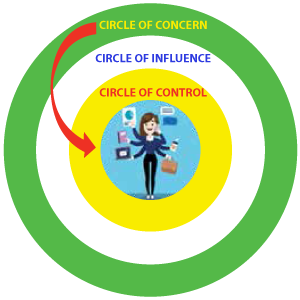 CIRCLE OF CONCERN
CIRCLE OF INFLUENCE
CIRCLE OF CONTROL